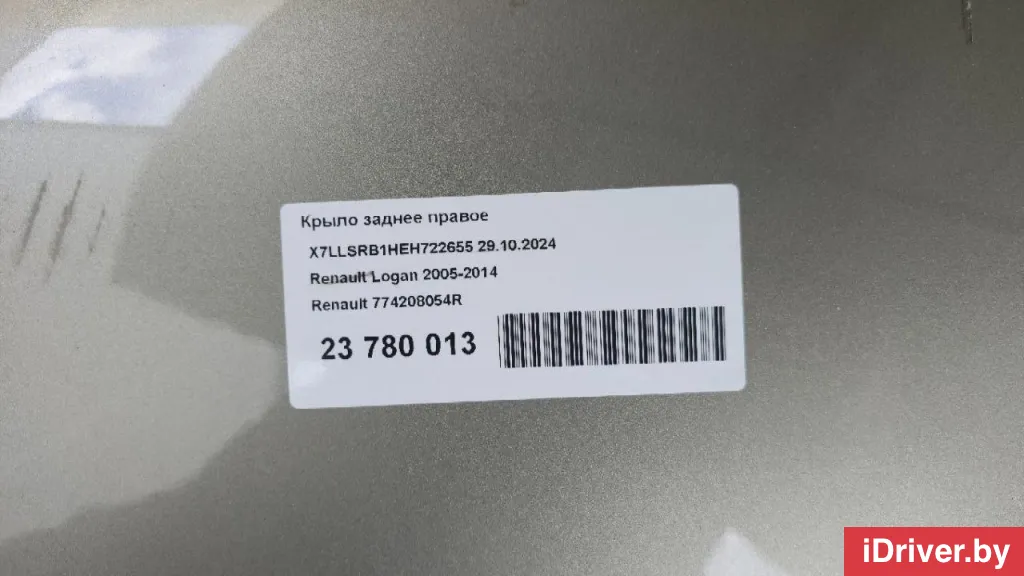 Крыло заднее правое
X7LLSRB1HEH722655 29.10.2024
Renault Logan 2005-2014
Renault 774208054R
23 780 013
iDriver.by